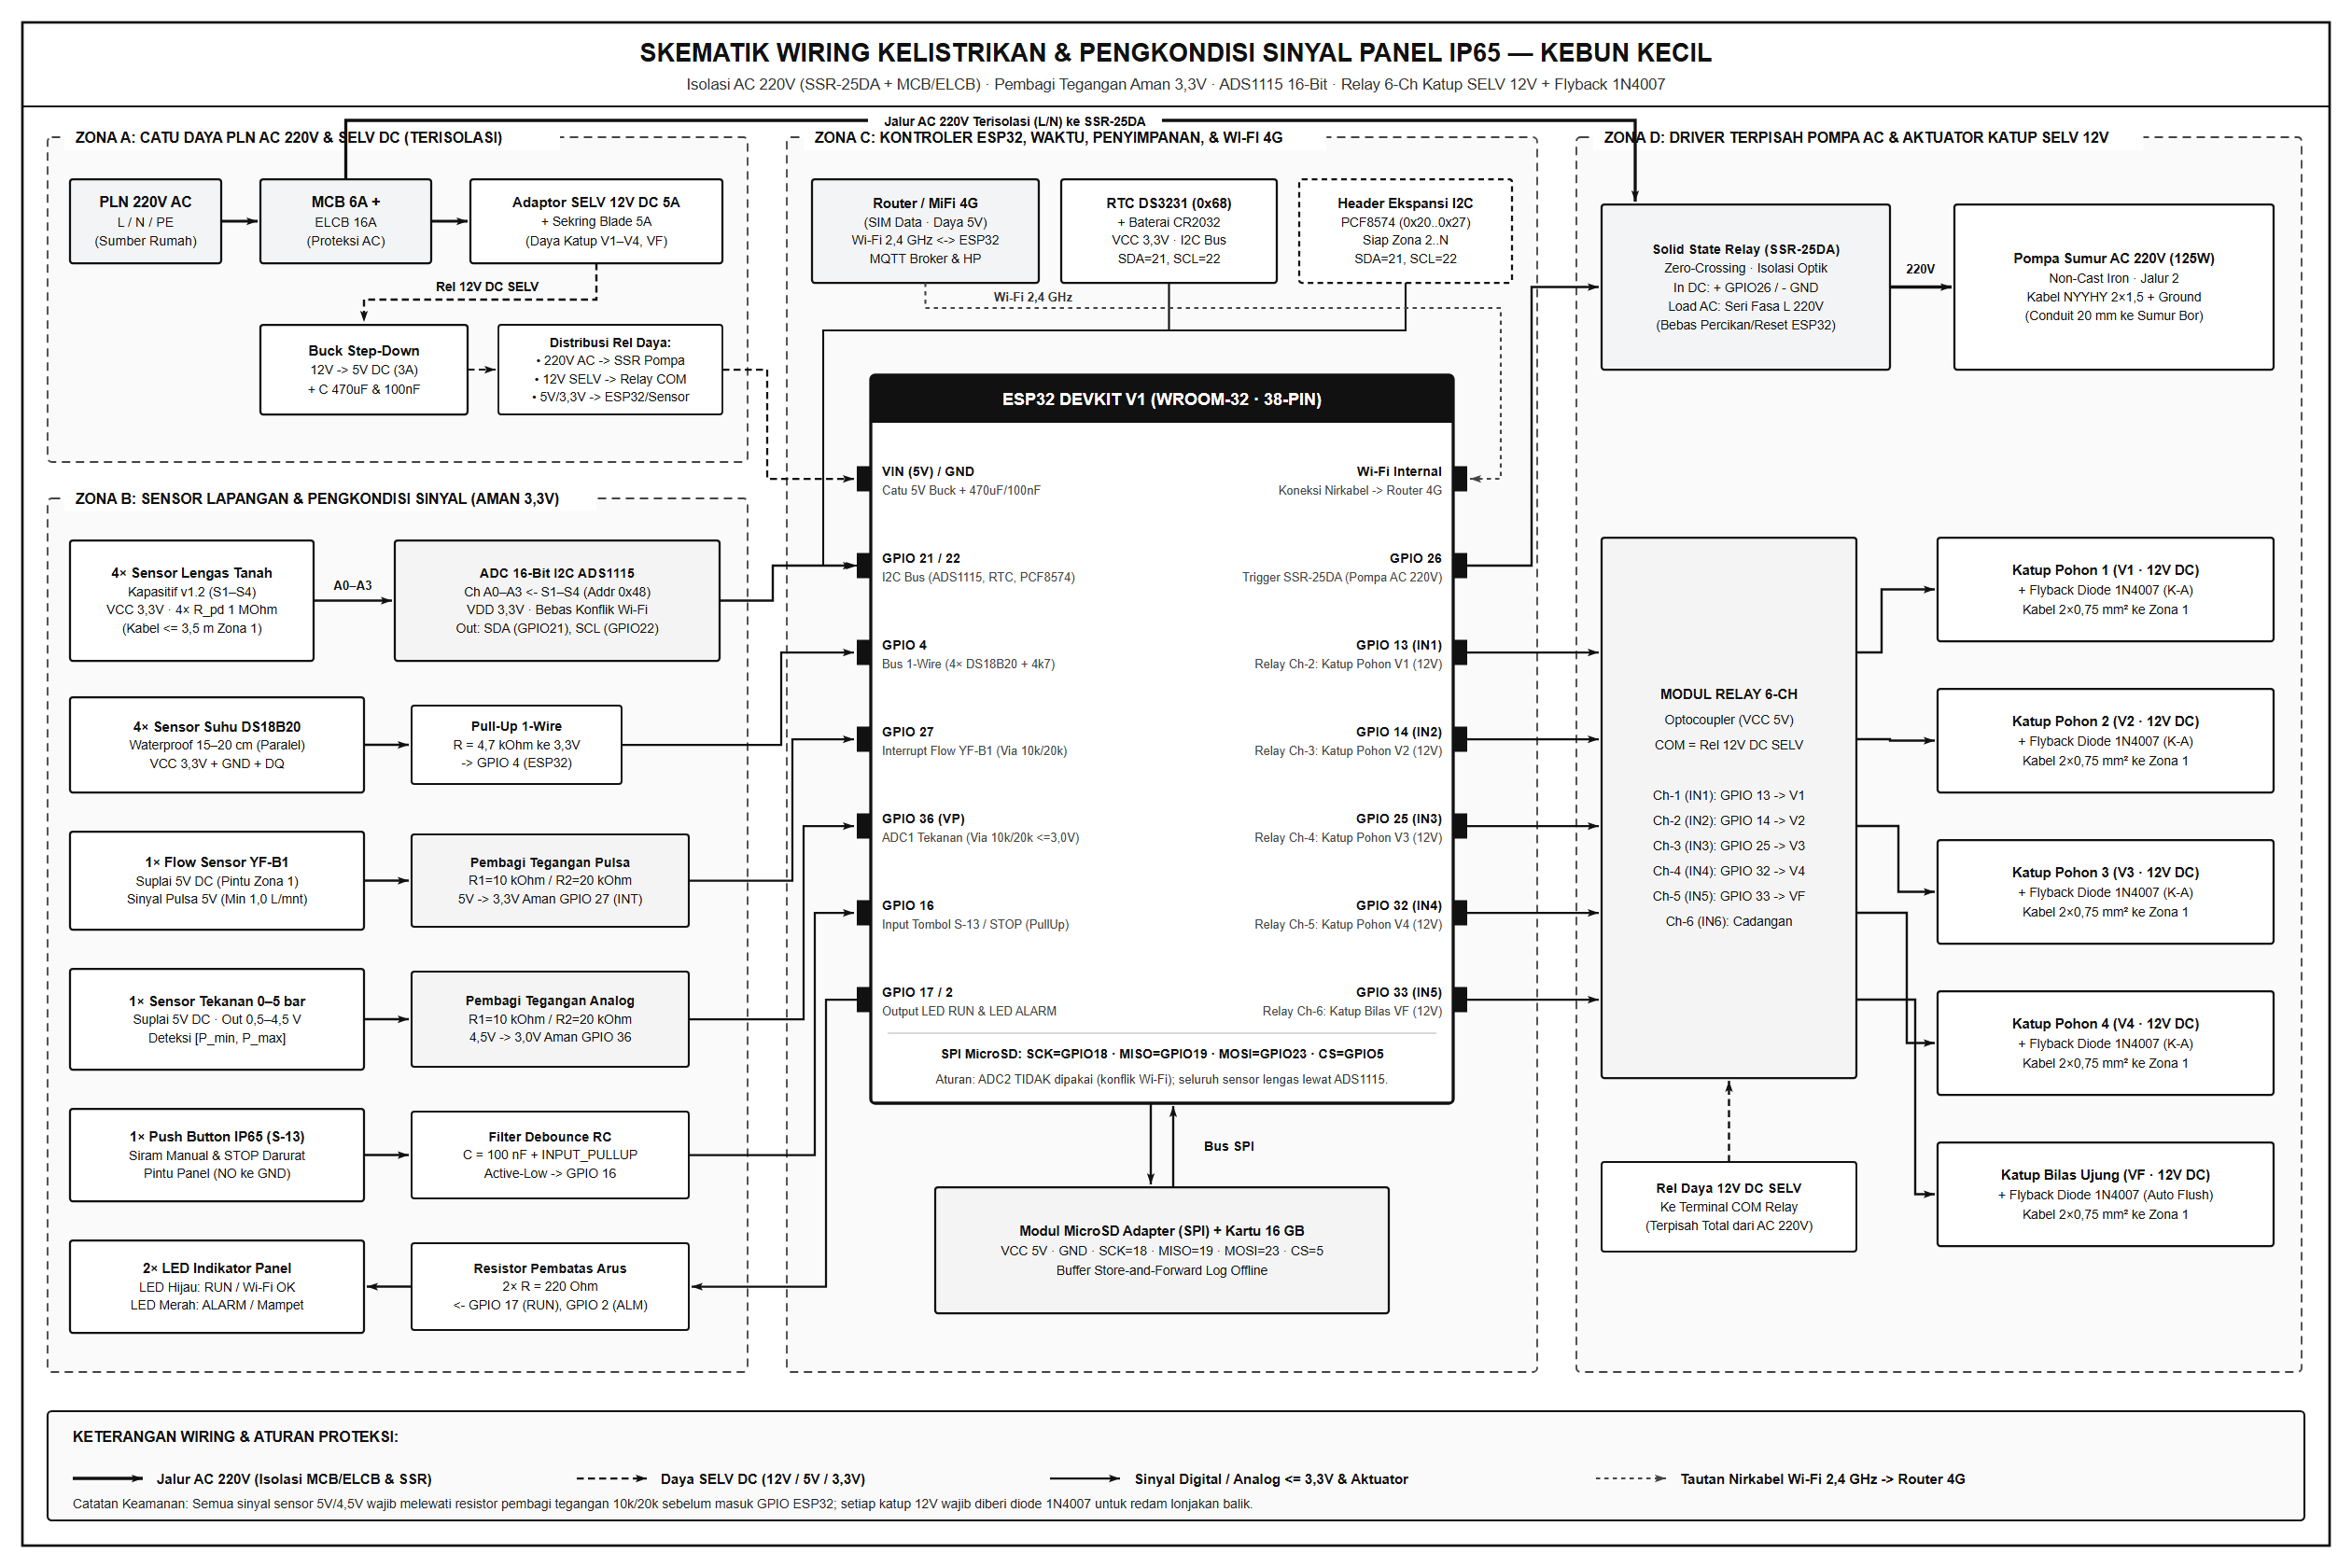 SKEMATIK WIRING KELISTRIKAN & PENGKONDISI SINYAL PANEL IP65 — KEBUN KECIL
Isolasi AC 220V (SSR-25DA + MCB/ELCB) · Pembagi Tegangan Aman 3,3V · ADS1115 16-Bit · Relay 6-Ch Katup SELV 12V + Flyback 1N4007
Jalur AC 220V Terisolasi (L/N) ke SSR-25DA
ZONA A: CATU DAYA PLN AC 220V & SELV DC (TERISOLASI)
PLN 220V AC
L / N / PE
(Sumber Rumah)
MCB 6A +
ELCB 16A
(Proteksi AC)
Adaptor SELV 12V DC 5A
+ Sekring Blade 5A
(Daya Katup V1–V4, VF)
Rel 12V DC SELV
Buck Step-Down
12V -> 5V DC (3A)
+ C 470uF & 100nF
Distribusi Rel Daya:
• 220V AC -> SSR Pompa
• 12V SELV -> Relay COM
• 5V/3,3V -> ESP32/Sensor
ZONA B: SENSOR LAPANGAN & PENGKONDISI SINYAL (AMAN 3,3V)
4× Sensor Lengas Tanah
Kapasitif v1.2 (S1–S4)
VCC 3,3V · 4× R_pd 1 MOhm
(Kabel <= 3,5 m Zona 1)
A0–A3
ADC 16-Bit I2C ADS1115
Ch A0–A3 <- S1–S4 (Addr 0x48)
VDD 3,3V · Bebas Konflik Wi-Fi
Out: SDA (GPIO21), SCL (GPIO22)
4× Sensor Suhu DS18B20
Waterproof 15–20 cm (Paralel)
VCC 3,3V + GND + DQ
Pull-Up 1-Wire
R = 4,7 kOhm ke 3,3V
-> GPIO 4 (ESP32)
1× Flow Sensor YF-B1
Suplai 5V DC (Pintu Zona 1)
Sinyal Pulsa 5V (Min 1,0 L/mnt)
Pembagi Tegangan Pulsa
R1=10 kOhm / R2=20 kOhm
5V -> 3,3V Aman GPIO 27 (INT)
1× Sensor Tekanan 0–5 bar
Suplai 5V DC · Out 0,5–4,5 V
Deteksi [P_min, P_max]
Pembagi Tegangan Analog
R1=10 kOhm / R2=20 kOhm
4,5V -> 3,0V Aman GPIO 36
1× Push Button IP65 (S-13)
Siram Manual & STOP Darurat
Pintu Panel (NO ke GND)
Filter Debounce RC
C = 100 nF + INPUT_PULLUP
Active-Low -> GPIO 16
2× LED Indikator Panel
LED Hijau: RUN / Wi-Fi OK
LED Merah: ALARM / Mampet
Resistor Pembatas Arus
2× R = 220 Ohm
<- GPIO 17 (RUN), GPIO 2 (ALM)
ZONA C: KONTROLER ESP32, WAKTU, PENYIMPANAN, & WI-FI 4G
Router / MiFi 4G
(SIM Data · Daya 5V)
Wi-Fi 2,4 GHz <-> ESP32
MQTT Broker & HP
RTC DS3231 (0x68)
+ Baterai CR2032
VCC 3,3V · I2C Bus
SDA=21, SCL=22
Header Ekspansi I2C
PCF8574 (0x20..0x27)
Siap Zona 2..N
SDA=21, SCL=22
Wi-Fi 2,4 GHz
ESP32 DEVKIT V1 (WROOM-32 · 38-PIN)
VIN (5V) / GND
Catu 5V Buck + 470uF/100nF
GPIO 21 / 22
I2C Bus (ADS1115, RTC, PCF8574)
GPIO 4
Bus 1-Wire (4× DS18B20 + 4k7)
GPIO 27
Interrupt Flow YF-B1 (Via 10k/20k)
GPIO 36 (VP)
ADC1 Tekanan (Via 10k/20k <=3,0V)
GPIO 16
Input Tombol S-13 / STOP (PullUp)
GPIO 17 / 2
Output LED RUN & LED ALARM
Wi-Fi Internal
Koneksi Nirkabel -> Router 4G
GPIO 26
Trigger SSR-25DA (Pompa AC 220V)
GPIO 13 (IN1)
Relay Ch-2: Katup Pohon V1 (12V)
GPIO 14 (IN2)
Relay Ch-3: Katup Pohon V2 (12V)
GPIO 25 (IN3)
Relay Ch-4: Katup Pohon V3 (12V)
GPIO 32 (IN4)
Relay Ch-5: Katup Pohon V4 (12V)
GPIO 33 (IN5)
Relay Ch-6: Katup Bilas VF (12V)
SPI MicroSD: SCK=GPIO18 · MISO=GPIO19 · MOSI=GPIO23 · CS=GPIO5
Aturan: ADC2 TIDAK dipakai (konflik Wi-Fi); seluruh sensor lengas lewat ADS1115.
Bus SPI
Modul MicroSD Adapter (SPI) + Kartu 16 GB
VCC 5V · GND · SCK=18 · MISO=19 · MOSI=23 · CS=5
Buffer Store-and-Forward Log Offline
ZONA D: DRIVER TERPISAH POMPA AC & AKTUATOR KATUP SELV 12V
Solid State Relay (SSR-25DA)
Zero-Crossing · Isolasi Optik
In DC: + GPIO26 / - GND
Load AC: Seri Fasa L 220V
(Bebas Percikan/Reset ESP32)
220V
Pompa Sumur AC 220V (125W)
Non-Cast Iron · Jalur 2
Kabel NYYHY 2×1,5 + Ground
(Conduit 20 mm ke Sumur Bor)
MODUL RELAY 6-CH
Optocoupler (VCC 5V)
COM = Rel 12V DC SELV
Ch-1 (IN1): GPIO 13 -> V1
Ch-2 (IN2): GPIO 14 -> V2
Ch-3 (IN3): GPIO 25 -> V3
Ch-4 (IN4): GPIO 32 -> V4
Ch-5 (IN5): GPIO 33 -> VF
Ch-6 (IN6): Cadangan
Rel Daya 12V DC SELV
Ke Terminal COM Relay
(Terpisah Total dari AC 220V)
Katup Pohon 1 (V1 · 12V DC)
+ Flyback Diode 1N4007 (K-A)
Kabel 2×0,75 mm² ke Zona 1
Katup Pohon 2 (V2 · 12V DC)
+ Flyback Diode 1N4007 (K-A)
Kabel 2×0,75 mm² ke Zona 1
Katup Pohon 3 (V3 · 12V DC)
+ Flyback Diode 1N4007 (K-A)
Kabel 2×0,75 mm² ke Zona 1
Katup Pohon 4 (V4 · 12V DC)
+ Flyback Diode 1N4007 (K-A)
Kabel 2×0,75 mm² ke Zona 1
Katup Bilas Ujung (VF · 12V DC)
+ Flyback Diode 1N4007 (Auto Flush)
Kabel 2×0,75 mm² ke Zona 1
KETERANGAN WIRING & ATURAN PROTEKSI:
Jalur AC 220V (Isolasi MCB/ELCB & SSR)
Daya SELV DC (12V / 5V / 3,3V)
Sinyal Digital / Analog <= 3,3V & Aktuator
Tautan Nirkabel Wi-Fi 2,4 GHz -> Router 4G
Catatan Keamanan: Semua sinyal sensor 5V/4,5V wajib melewati resistor pembagi tegangan 10k/20k sebelum masuk GPIO ESP32; setiap katup 12V wajib diberi diode 1N4007 untuk redam lonjakan balik.